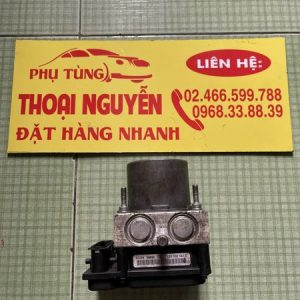 PHỤ TÙNG
LIÊN HỆ:
THOẠI NGUYỄN
02.466.599.788
0968.33.88.39
ĐẶT HÀNG NHANH